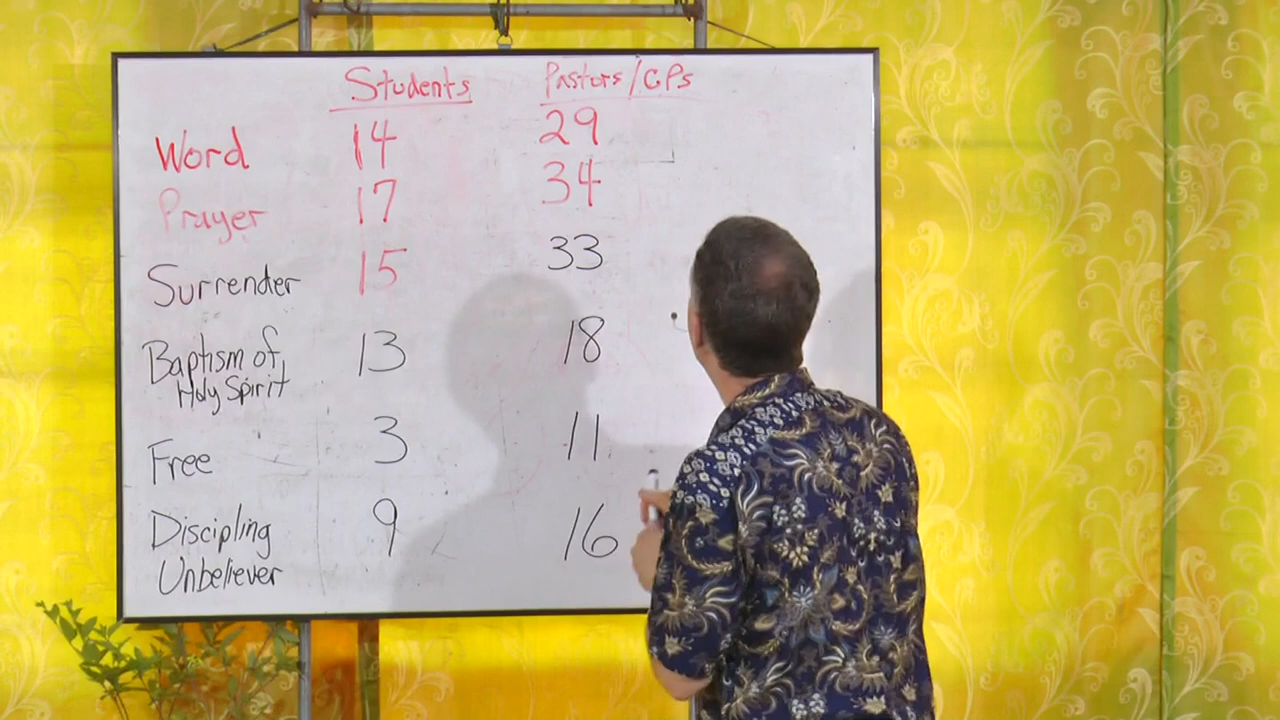 Students Pastors/CPs
Word 14 29
Prayer 17 34
Surrender 15 33
Baptism of
Holy Spirit 13 18
Free 3 11
Discipling
Unbeliever 9 16